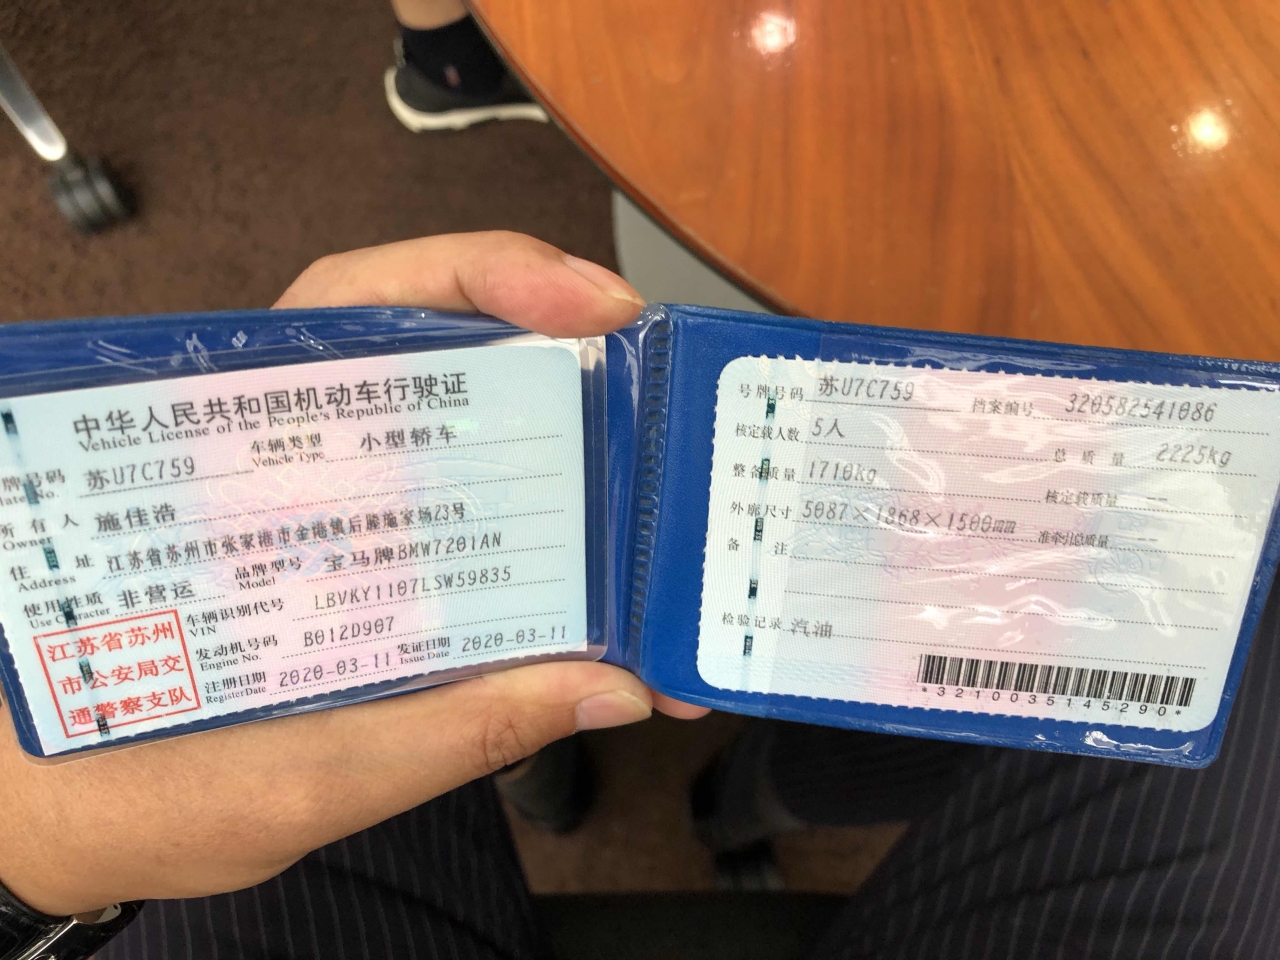 中华人民共和国机动车行驶证
Vehicle License of the People's Republic of China
牌号码 苏U7C759 车辆类型 小型轿车
Plate No. Vehicle Type
所有人 施佳浩
Owner
住址 江苏省苏州市张家港市金港镇后塍施家场23号
Address
使用性质 非营运 品牌型号 宝马牌BMW7201AN
Use Character Model
江苏省苏州
市公安局交
通警察支队
车辆识别代号 LBVKY1107LSW59835
VIN
发动机号码 B012D907
Engine No.
注册日期 2020-03-11 发证日期 2020-03-11
Register Date Issue Date
号牌号码 苏U7C759 档案编号 320582541086
核定载人数 5人 总质量 2225kg
整备质量 1710kg 核定载质量 --
外廓尺寸 5087×1868×1500mm 准牵引总质量 --
备注
检验记录 汽油
*3210035145290*